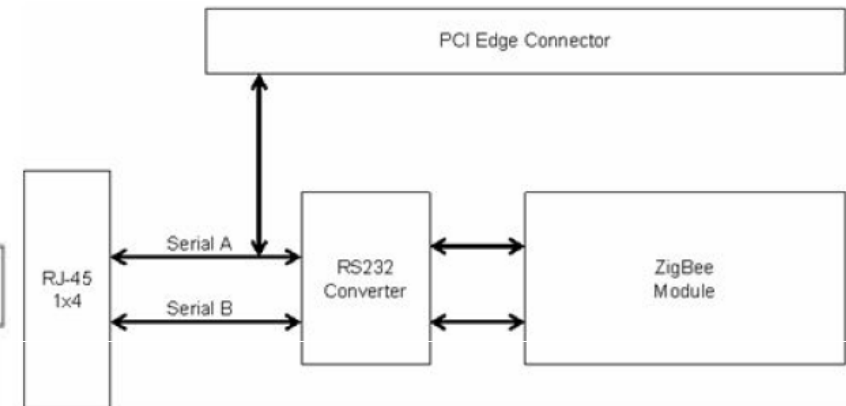 PCI Edge Connector
Serial A
RJ-45
1x4
RS232
Converter
ZigBee
Module
Serial B